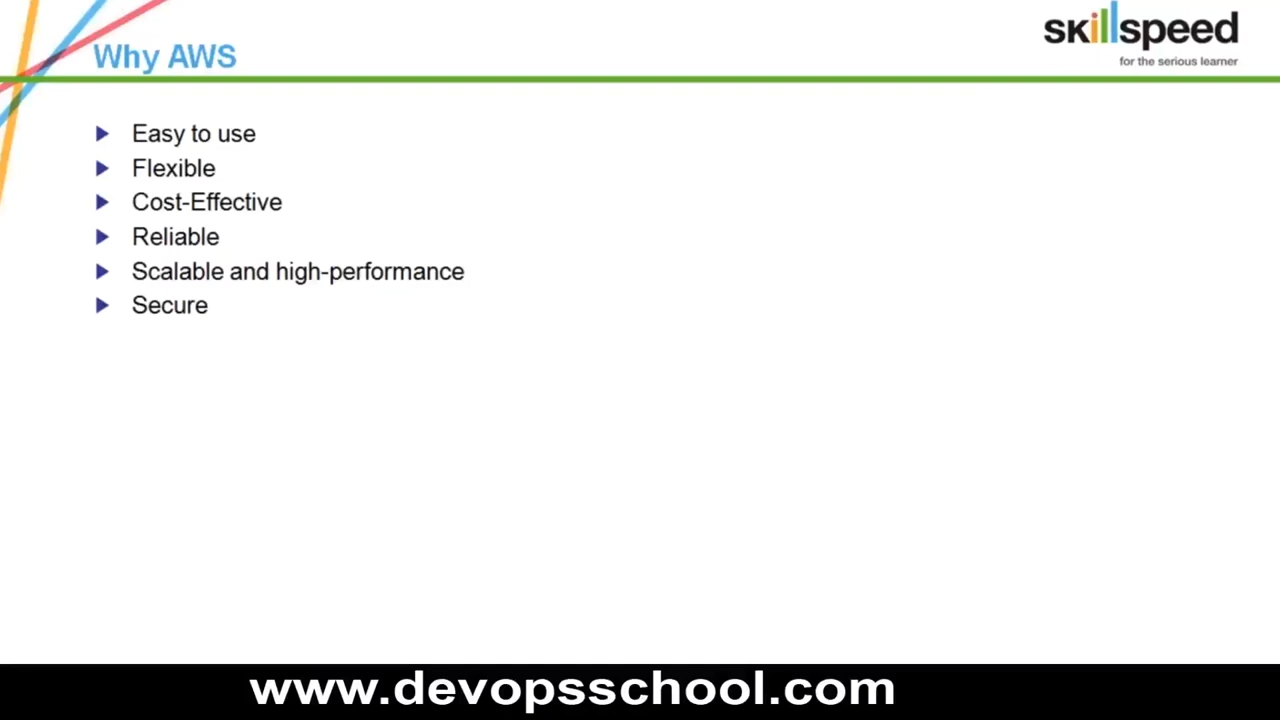 Why AWS
skillspeed
for the serious learner
Easy to use
Flexible
Cost-Effective
Reliable
Scalable and high-performance
Secure
www.devopsschool.com